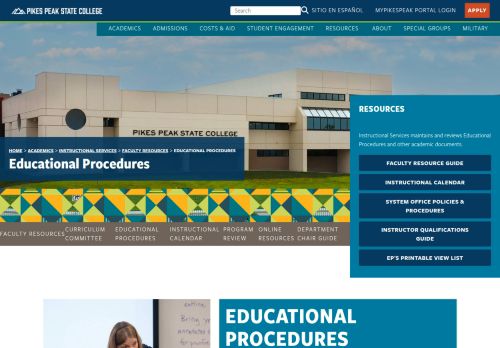 PIKES PEAK STATE COLLEGE
Search
SITIO EN ESPAÑOL
MYPIKESPEAK PORTAL LOGIN
APPLY
ACADEMICS ADMISSIONS COSTS & AID STUDENT ENGAGEMENT RESOURCES ABOUT SPECIAL GROUPS MILITARY
PIKES PEAK STATE COLLEGE
HOME > ACADEMICS > INSTRUCTIONAL SERVICES > FACULTY RESOURCES > EDUCATIONAL PROCEDURES
Educational Procedures
RESOURCES
Instructional Services maintains and reviews Educational
Procedures and other academic documents.
FACULTY RESOURCE GUIDE
INSTRUCTIONAL CALENDAR
SYSTEM OFFICE POLICIES &
PROCEDURES
INSTRUCTOR QUALIFICATIONS
GUIDE
EP'S PRINTABLE VIEW LIST
FACULTY RESOURCES
CURRICULUM
COMMITTEE
EDUCATIONAL
PROCEDURES
INSTRUCTIONAL
CALENDAR
PROGRAM
REVIEW
ONLINE
RESOURCES
DEPARTMENT
CHAIR GUIDE
EDUCATIONAL
PROCEDURES